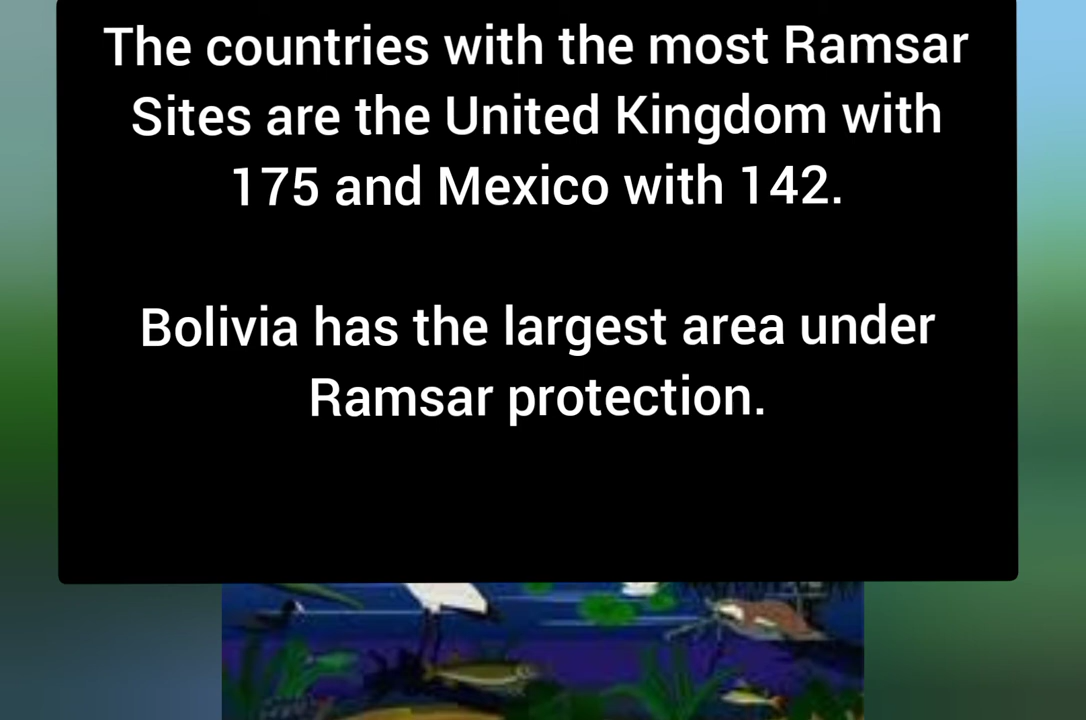 The countries with the most Ramsar
Sites are the United Kingdom with
175 and Mexico with 142.
Bolivia has the largest area under
Ramsar protection.